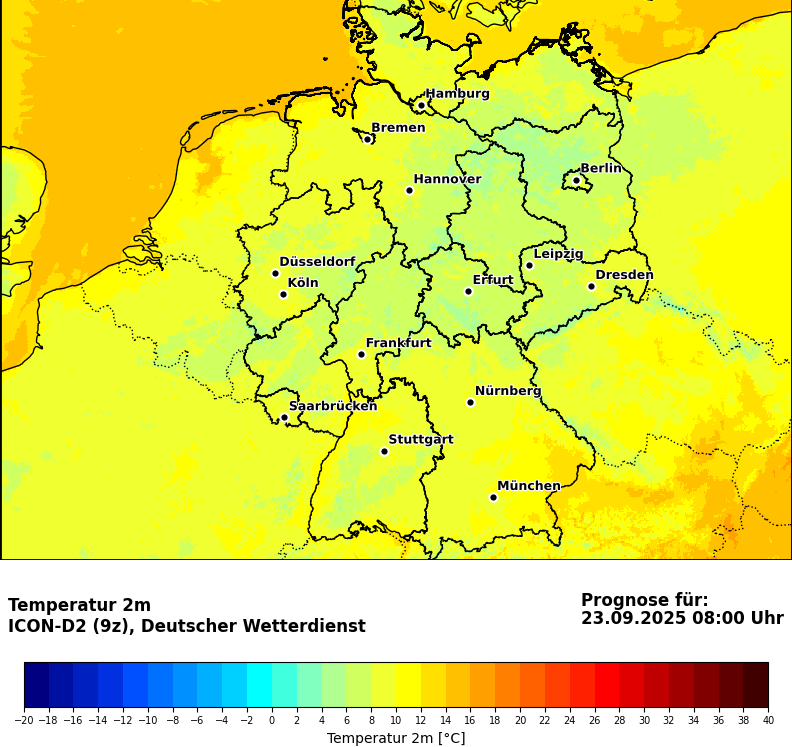 Hamburg
Bremen
Berlin
Hannover
Leipzig
Düsseldorf
Dresden
Köln
Erfurt
Frankfurt
Nürnberg
Saarbrücken
Stuttgart
München
Temperatur 2m
ICON-D2 (9z), Deutscher Wetterdienst
Prognose für:
23.09.2025 08:00 Uhr
−20 −18 −16 −14 −12 −10 −8 −6 −4 −2 0 2 4 6 8 10 12 14 16 18 20 22 24 26 28 30 32 34 36 38 40
Temperatur 2m [°C]